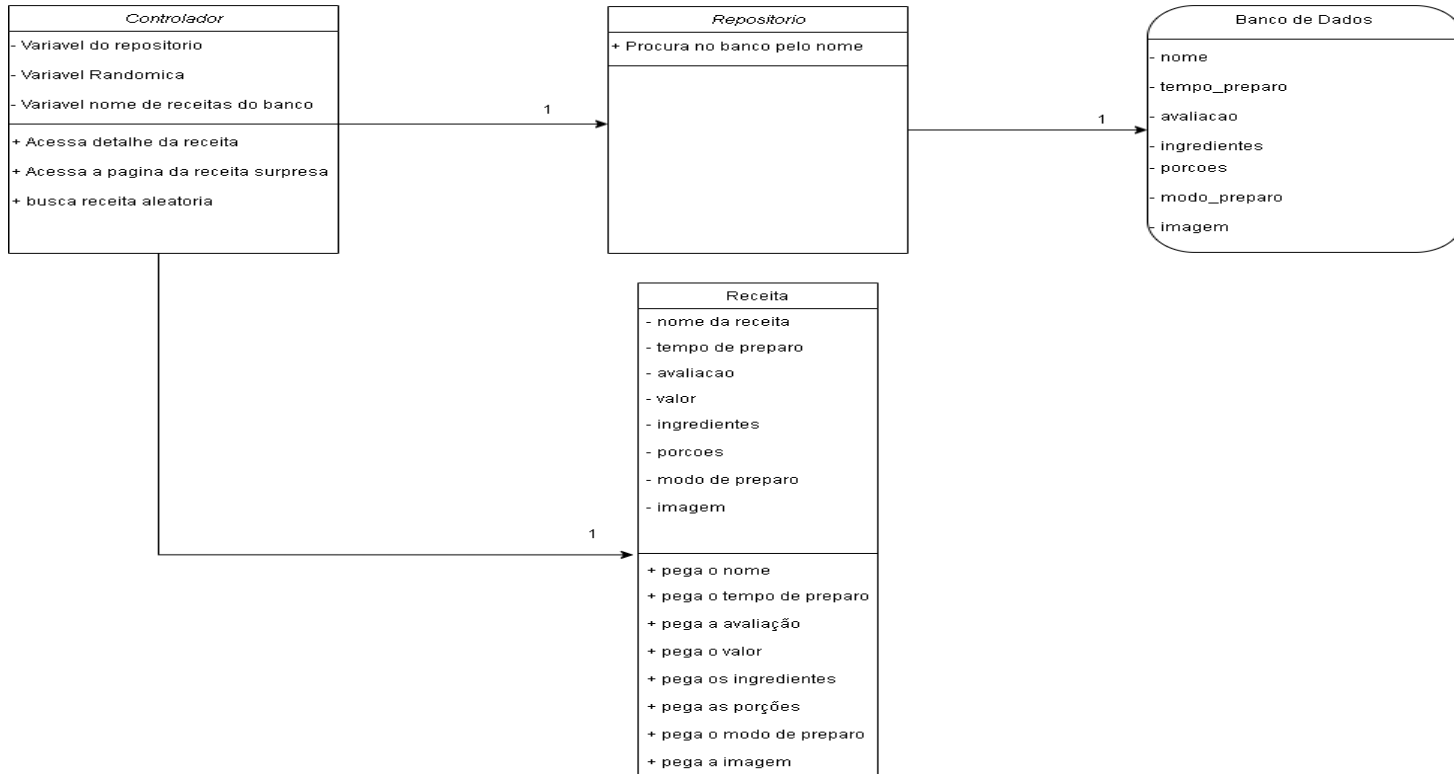 Controlador
- Variavel do repositorio
- Variavel Randomica
- Variavel nome de receitas do banco
+ Acessa detalhe da receita
+ Acessa a pagina da receita surpresa
+ busca receita aleatoria
1
Repositorio
+ Procura no banco pelo nome
1
Banco de Dados
- nome
- tempo_preparo
- avaliacao
- ingredientes
- porcoes
- modo_preparo
- imagem
1
Receita
- nome da receita
- tempo de preparo
- avaliacao
- valor
- ingredientes
- porcoes
- modo de preparo
- imagem
+ pega o nome
+ pega o tempo de preparo
+ pega a avaliação
+ pega o valor
+ pega os ingredientes
+ pega as porções
+ pega o modo de preparo
+ pega a imagem